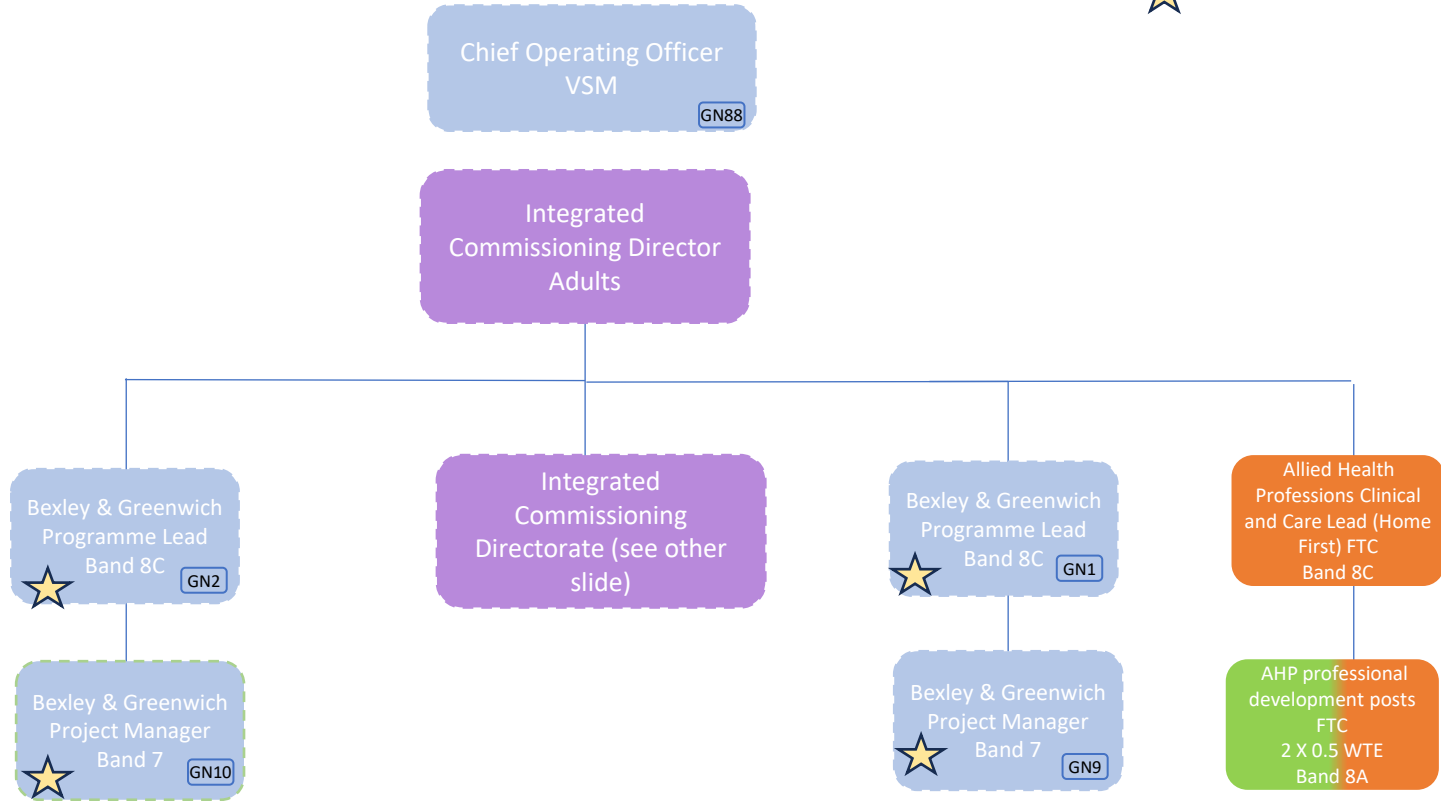 Chief Operating Officer
VSM
GN88
Integrated
Commissioning Director
Adults
Bexley & Greenwich
Programme Lead
Band 8C
GN2
Integrated
Commissioning
Directorate (see other
slide)
Bexley & Greenwich
Programme Lead
Band 8C
GN1
Allied Health
Professions Clinical
and Care Lead (Home
First) FTC
Band 8C
Bexley & Greenwich
Project Manager
Band 7
GN10
Bexley & Greenwich
Project Manager
Band 7
GN9
AHP professional
development posts
FTC
2 X 0.5 WTE
Band 8A